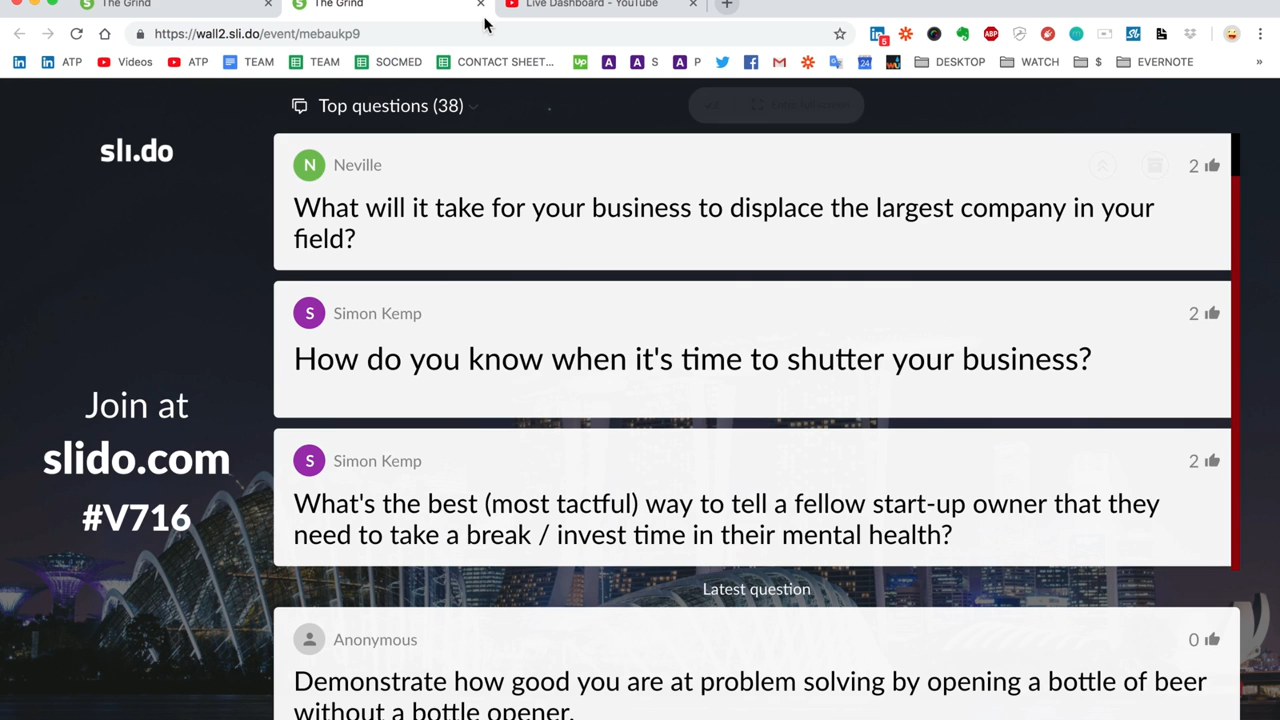 The Grind
The Grind
Live Dashboard - YouTube
https://wall2.sli.do/event/mebaukp9
5
ABP
ATP
Videos
ATP
TEAM
TEAM
SOCMED
CONTACT SHEET...
up
A
A S
A P
24
DESKTOP
WATCH
$
EVERNOTE
»
Top questions (38)
sli.do
N
Neville
2
What will it take for your business to displace the largest company in your
field?
S
Simon Kemp
2
How do you know when it's time to shutter your business?
Join at
slido.com
#V716
S
Simon Kemp
2
What's the best (most tactful) way to tell a fellow start-up owner that they
need to take a break / invest time in their mental health?
Latest question
Anonymous
0
Demonstrate how good you are at problem solving by opening a bottle of beer
without a bottle opener.